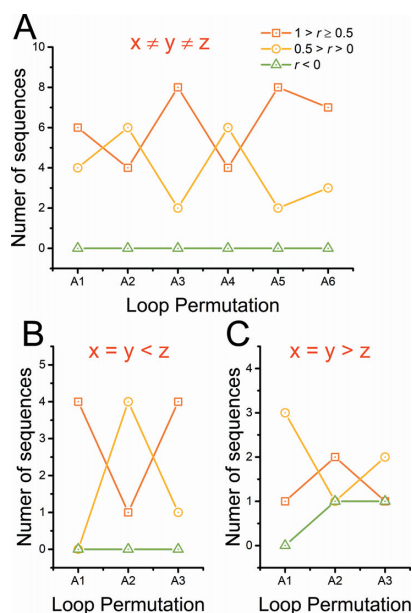 A
x ≠ y ≠ z
1 > r ≥ 0.5
0.5 > r > 0
r < 0
Numer of sequences
10
8
6
4
2
0
A1 A2 A3 A4 A5 A6
Loop Permutation
B
x = y < z
Numer of sequences
5
4
3
2
1
0
A1 A2 A3
Loop Permutation
C
x = y > z
Numer of sequences
4
3
2
1
0
A1 A2 A3
Loop Permutation